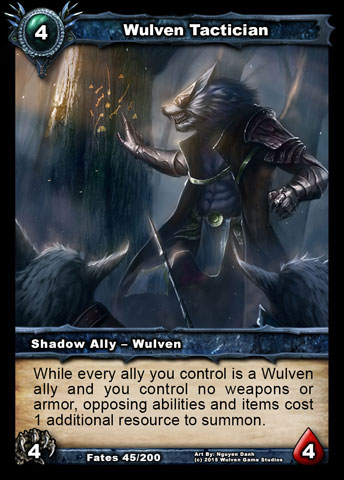 4
Wulven Tactician
Shadow Ally – Wulven
While every ally you control is a Wulven
ally and you control no weapons or
armor, opposing abilities and items cost
1 additional resource to summon.
4
Fates 45/200
Art By: Nguyen Danh
(c) 2015 Wulven Game Studios
4